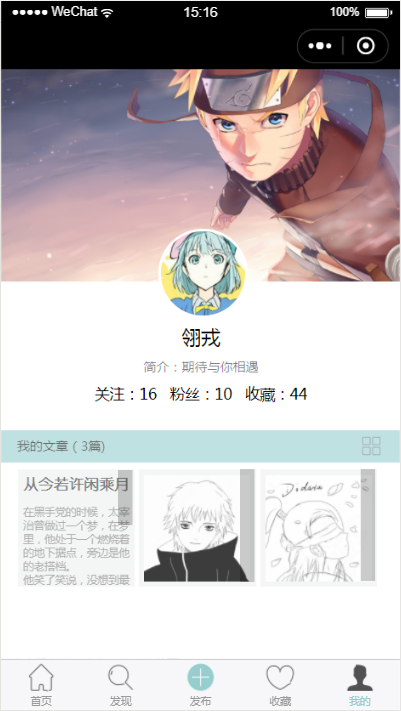 ●●●●● WeChat 15:16 100%
翎戎
简介：期待与你相遇
关注：16 粉丝：10 收藏：44
我的文章（3篇）
从今若许闲乘月
在黑手党的时候，太宰
治曾做过一个梦，在梦
里，他处于一个燃烧着
的地下据点，旁边是他
的老搭档。
他笑了笑说，没想到最
首页 发现 发布 收藏 我的